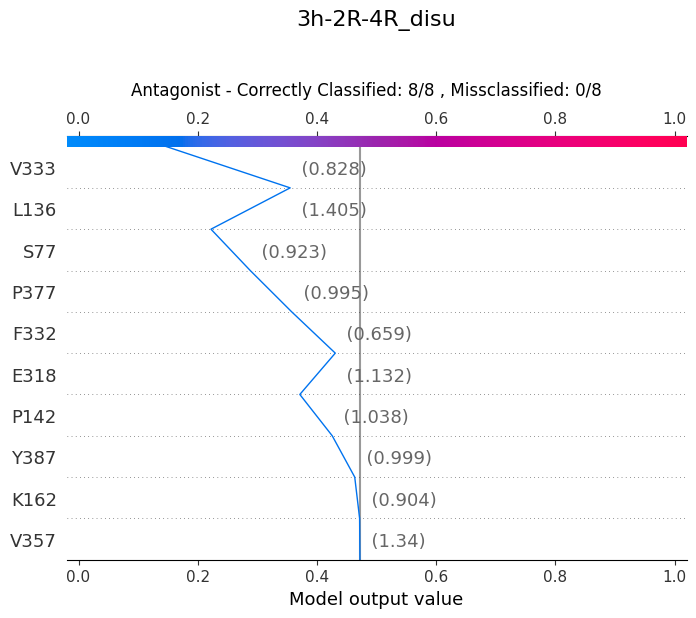 3h-2R-4R_disu
Antagonist - Correctly Classified: 8/8 , Missclassified: 0/8
0.0 0.2 0.4 0.6 0.8 1.0
V333 (0.828)
L136 (1.405)
S77 (0.923)
P377 (0.995)
F332 (0.659)
E318 (1.132)
P142 (1.038)
Y387 (0.999)
K162 (0.904)
V357 (1.34)
0.0 0.2 0.4 0.6 0.8 1.0
Model output value